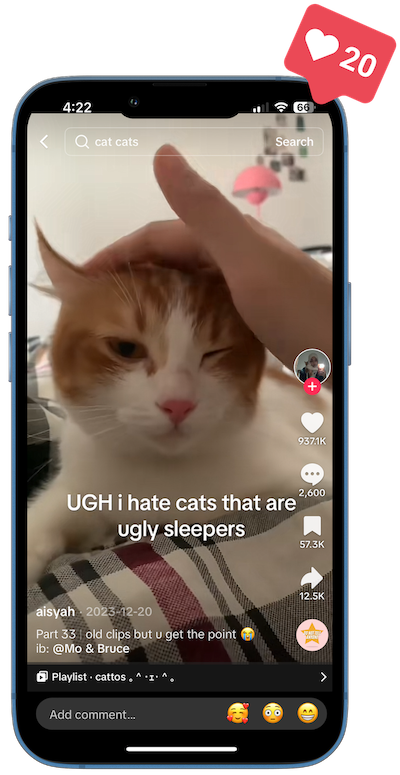 20
4:22
66
cat cats
Search
937.1K
2,600
UGH i hate cats that are
ugly sleepers
57.3K
12.5K
aisyah · 2023-12-20
Part 33 | old clips but u get the point 😭
ib: @Mo & Bruce
Playlist · cattos ｡^･ɪ･^｡
Add comment...